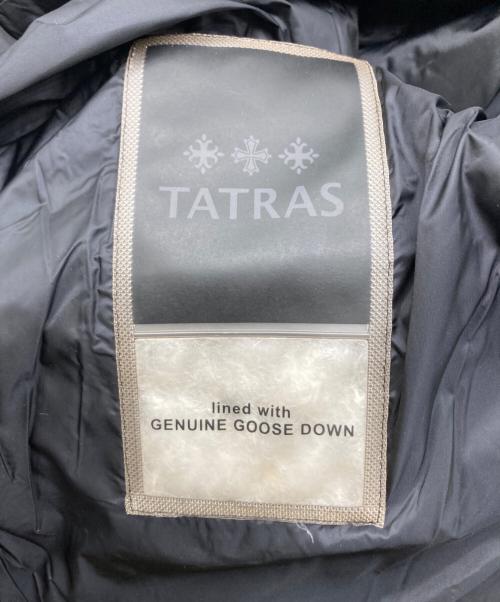 TATRAS
lined with
GENUINE GOOSE DOWN